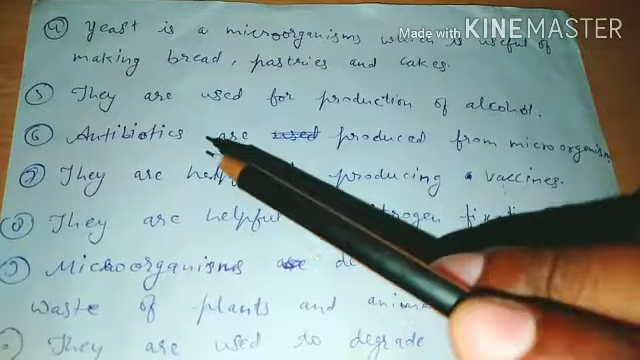 Made with KINEMASTER
④ Yeast is a microorganisms which is useful of
making bread, pastries and cakes.
⑤ They are used for production of alcohol.
⑥ Antibiotics are used produced from microorganism
⑦ They are producing vaccines.
⑧ They are helpful
⑨ Microorganisms
waste of plants and
They are used to degrade